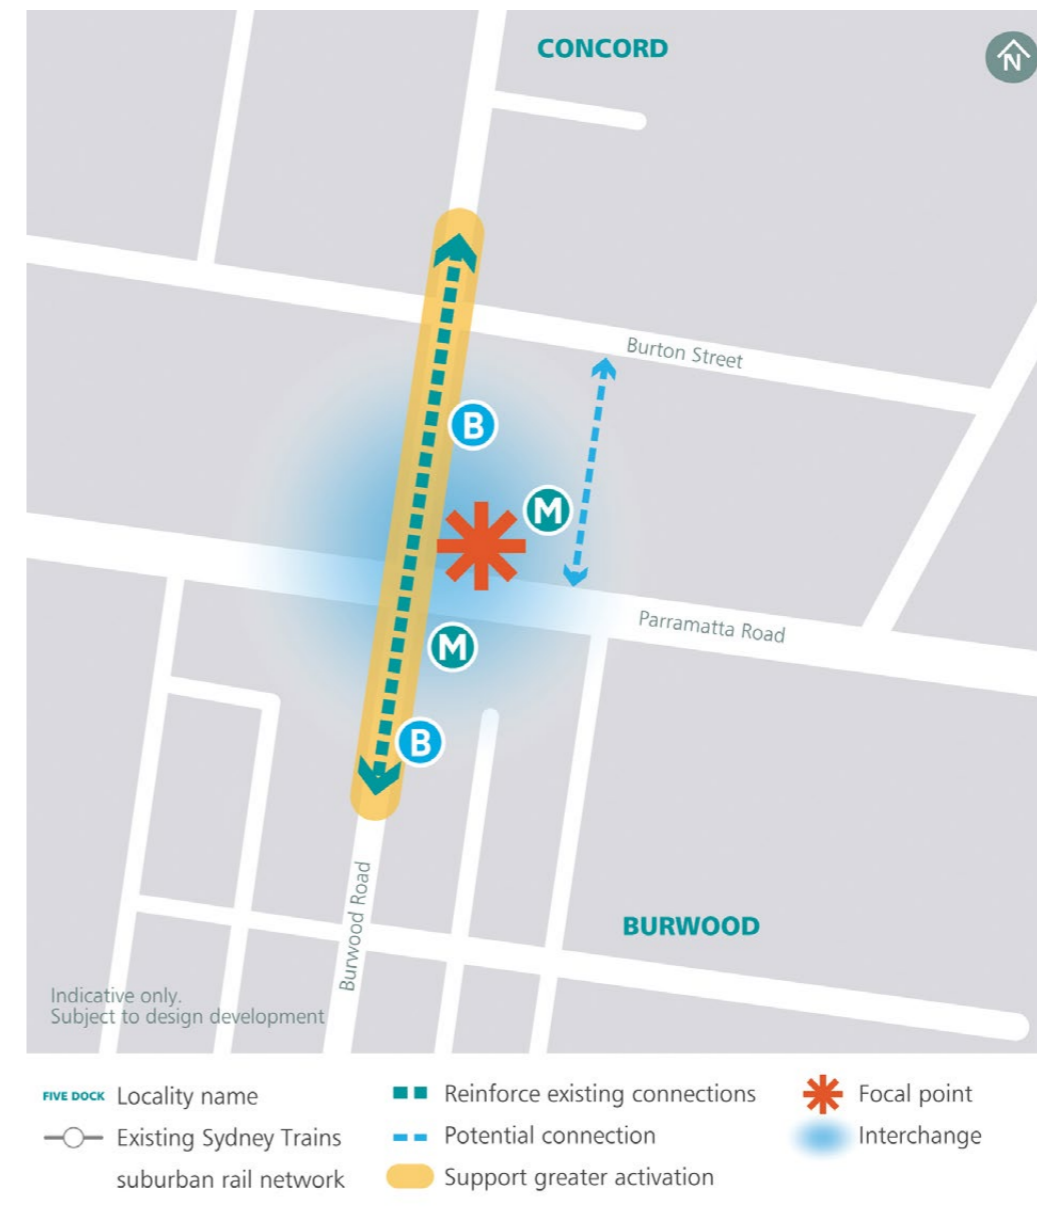 CONCORD
N
Burton Street
B
M
Parramatta Road
M
B
Burwood Road
BURWOOD
Indicative only.
Subject to design development
FIVE DOCK Locality name
Existing Sydney Trains
suburban rail network
Reinforce existing connections
Potential connection
Support greater activation
Focal point
Interchange